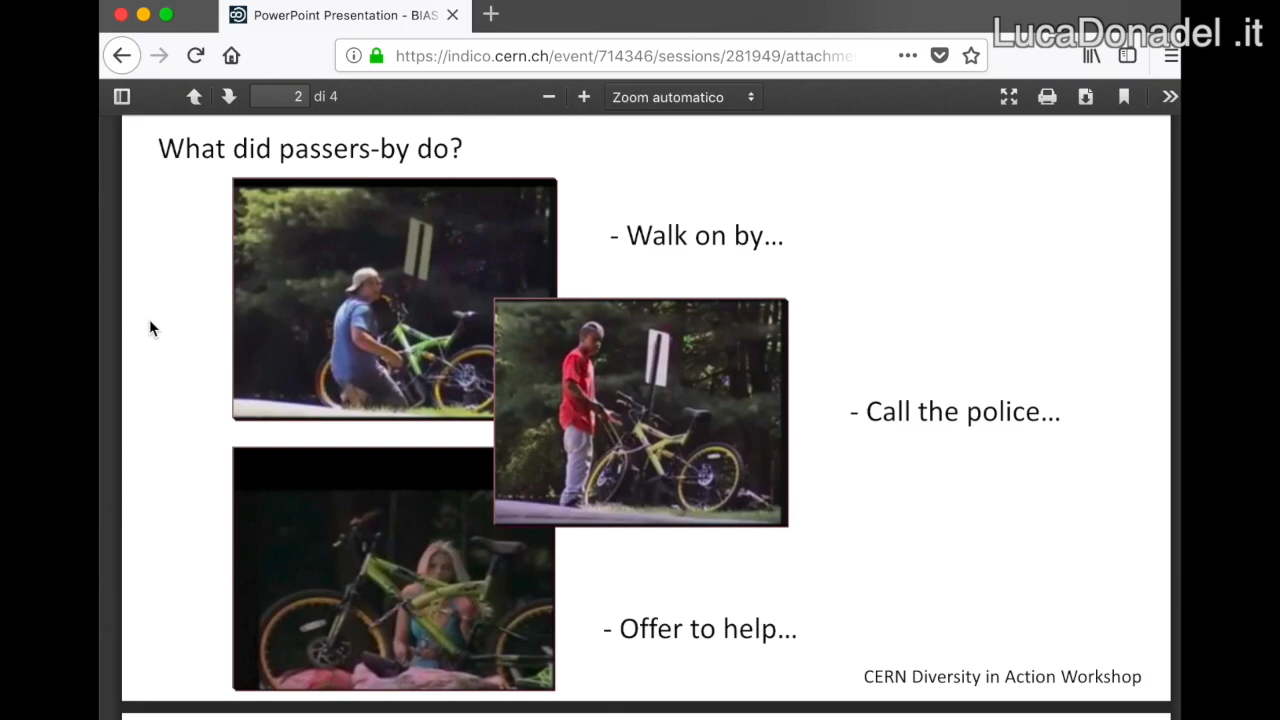 PowerPoint Presentation - BIAS
LucaDonadel .it
https://indico.cern.ch/event/714346/sessions/281949/attachme
2 di 4
Zoom automatico
What did passers-by do?
- Walk on by...
- Call the police...
- Offer to help...
CERN Diversity in Action Workshop